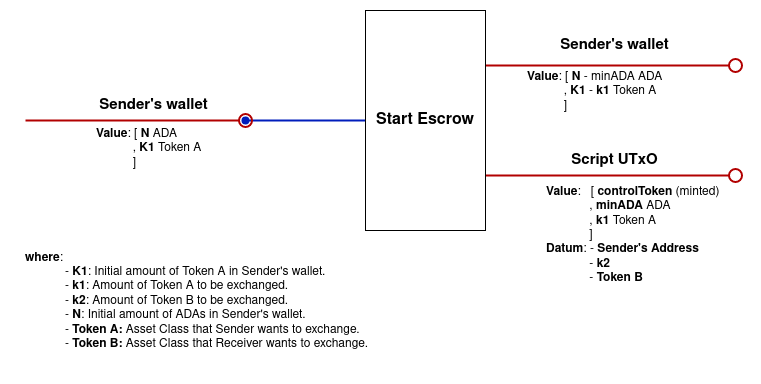 Sender's wallet
Value: [ N ADA
, K1 Token A
]
Start Escrow
Sender's wallet
Value: [ N - minADA ADA
, K1 - k1 Token A
]
Script UTxO
Value: [ controlToken (minted)
, minADA ADA
, k1 Token A
]
Datum: - Sender's Address
- k2
- Token B
where:
- K1: Initial amount of Token A in Sender's wallet.
- k1: Amount of Token A to be exchanged.
- k2: Amount of Token B to be exchanged.
- N: Initial amount of ADAs in Sender's wallet.
- Token A: Asset Class that Sender wants to exchange.
- Token B: Asset Class that Receiver wants to exchange.